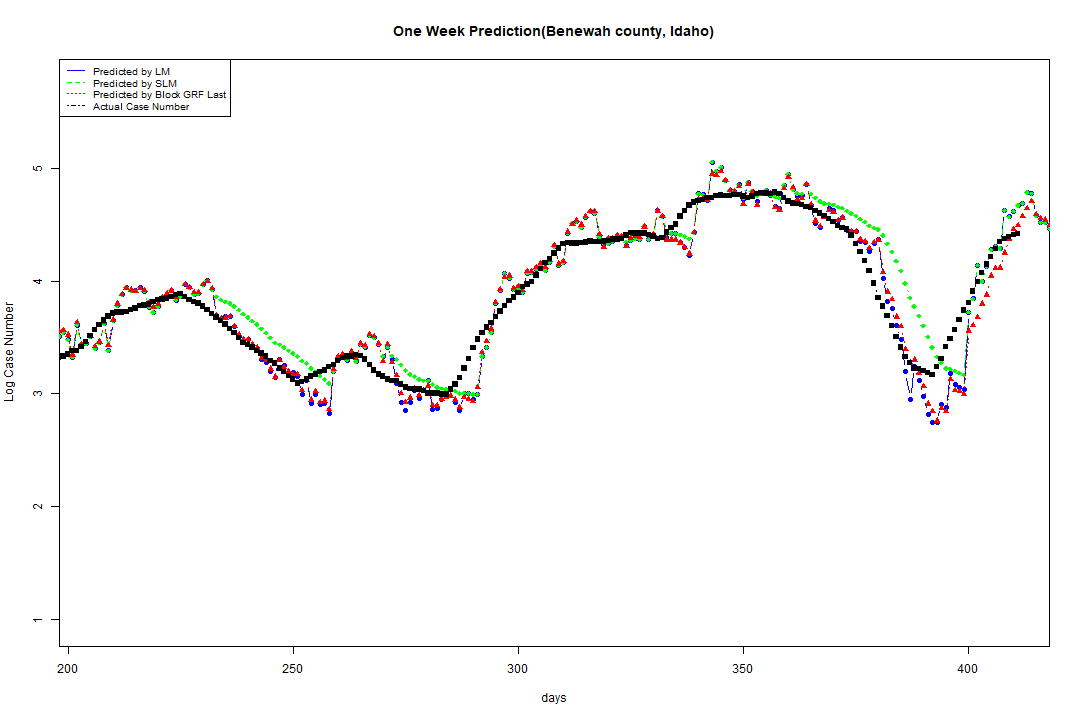 One Week Prediction(Benewah county, Idaho)
Predicted by LM
Predicted by SLM
Predicted by Block GRF Last
Actual Case Number
5
4
3
2
1
Log Case Number
200 250 300 350 400
days